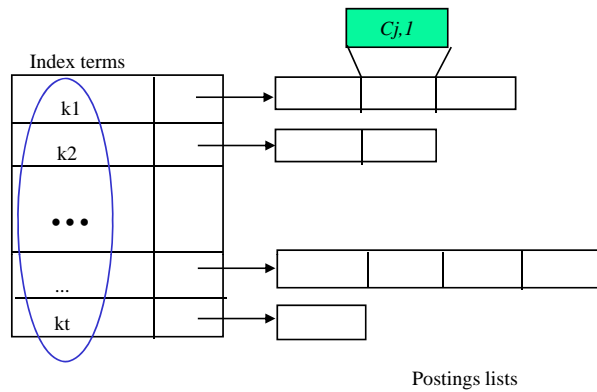 Cj,1
Index terms
k1
k2
•••
...
kt
Postings lists